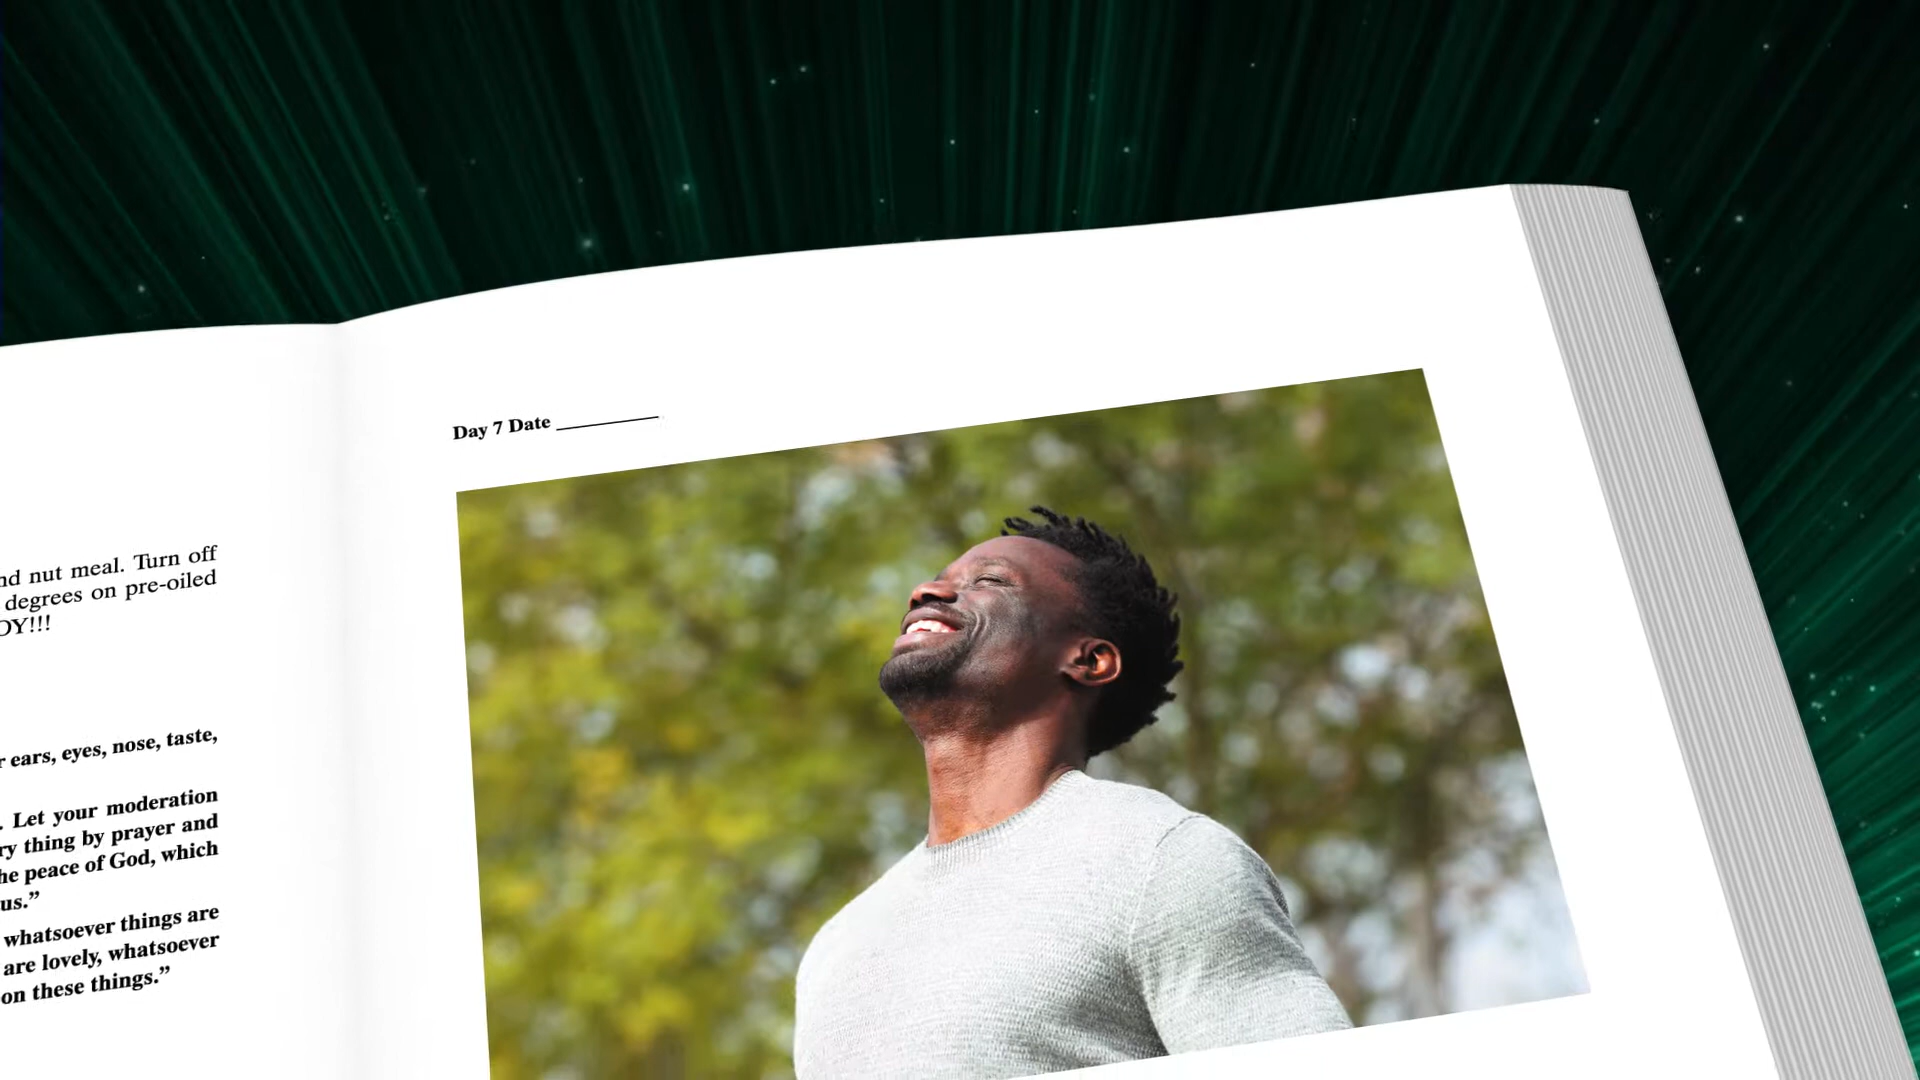 nd nut meal. Turn off
degrees on pre-oiled
OY!!!
r ears, eyes, nose, taste,
. Let your moderation
ry thing by prayer and
he peace of God, which
us.”
whatsoever things are
are lovely, whatsoever
on these things.”
Day 7 Date __________